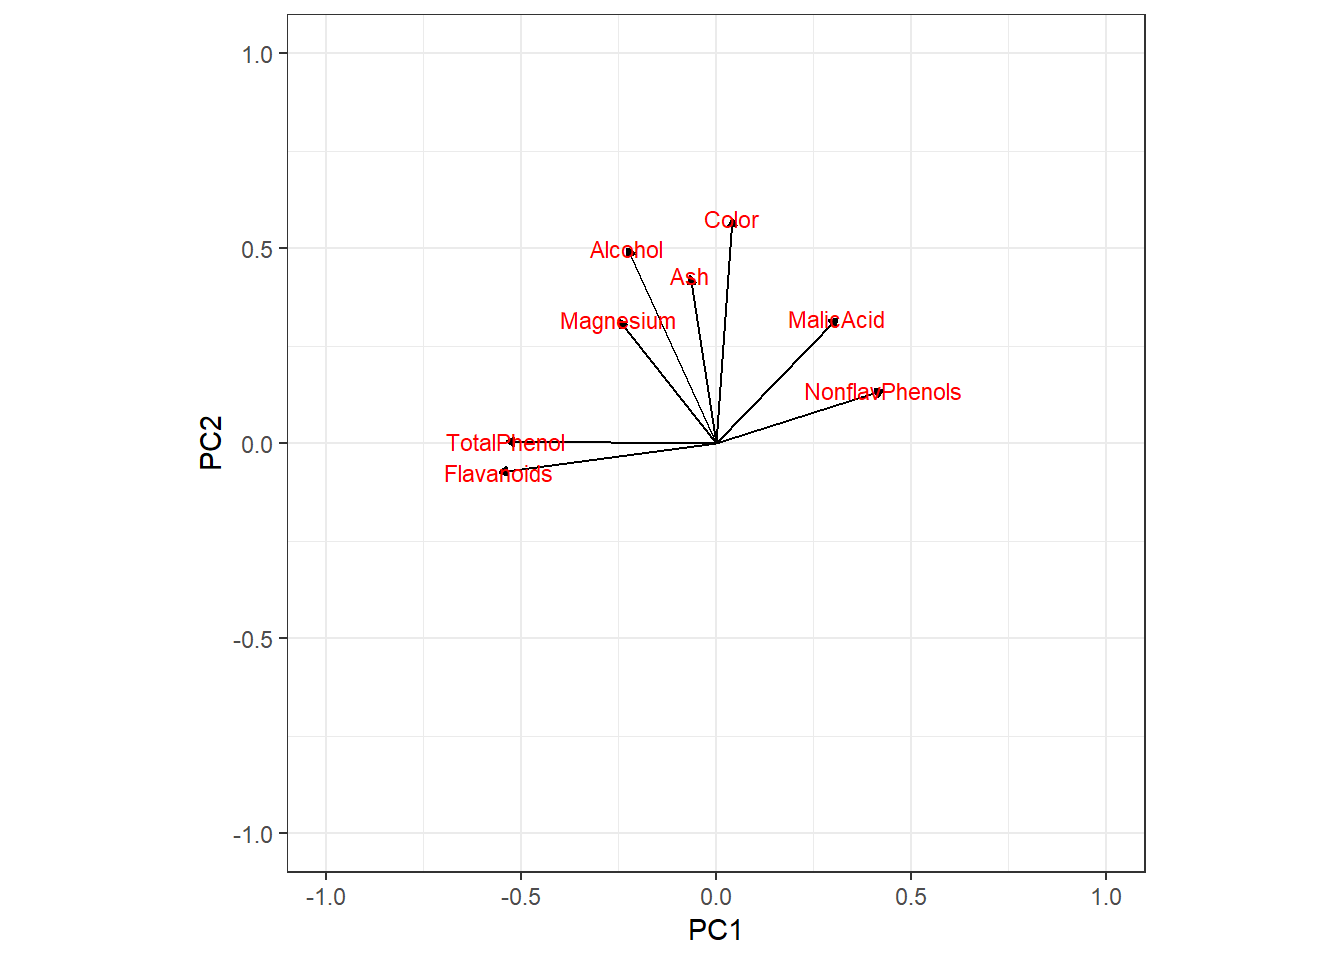 1.0
Color
0.5
Alcohol
Ash
Magnesium
MalicAcid
NonflavPhenols
PC2
0.0
TotalPhenol
Flavanoids
-0.5
-1.0
-1.0
-0.5
0.0
0.5
1.0
PC1